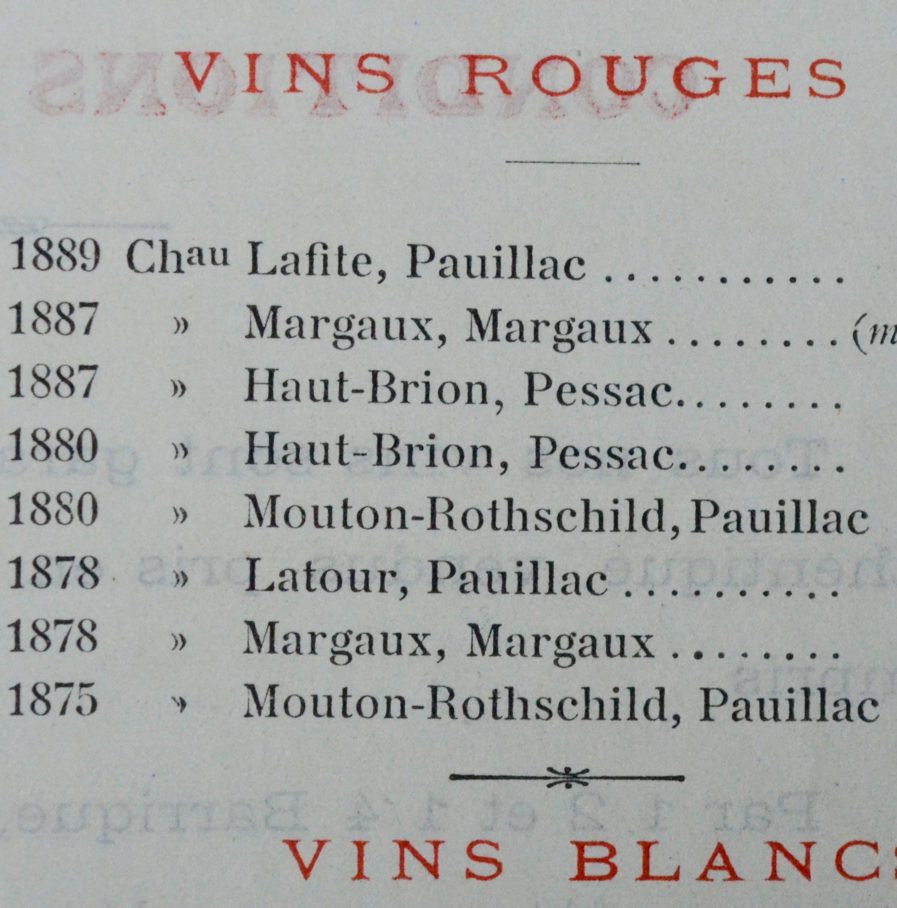 VINS ROUGES
1889 Chau Lafite, Pauillac ...........
1887 » Margaux, Margaux ........ (m
1887 » Haut-Brion, Pessac........
1880 » Haut-Brion, Pessac........
1880 » Mouton-Rothschild, Pauillac
1878 » Latour, Pauillac ..........
1878 » Margaux, Margaux ........
1875 » Mouton-Rothschild, Pauillac
VINS BLANCS